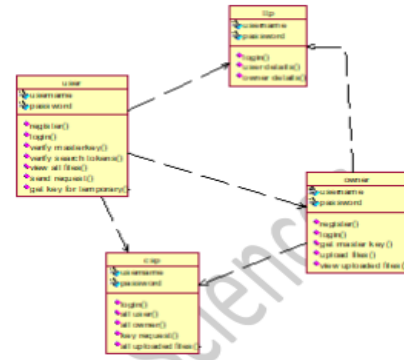 ttp
username
password
login()
user details()
owner details()
user
username
password
register()
login()
verify masterkey()
verify search tokens()
view all files()
send request()
get key for temporary()
owner
username
password
register()
login()
get master key()
upload files()
view uploaded files()
csp
username
password
login()
all user()
all owner()
key request()
all uploaded files()
Science